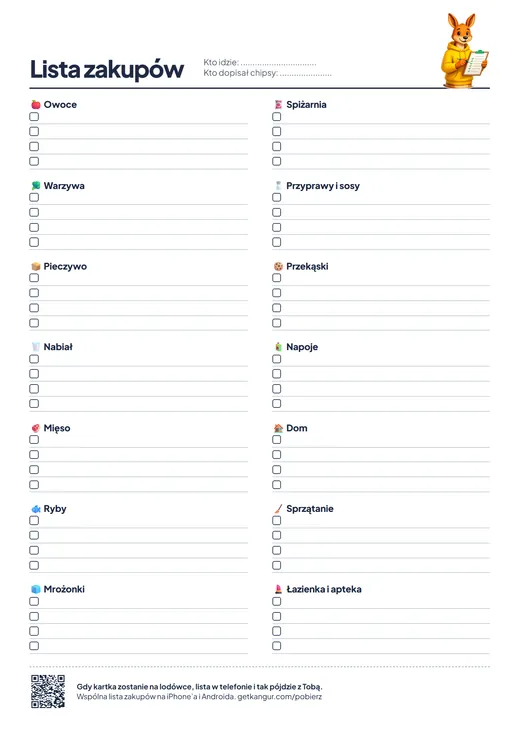 Lista zakupów
Kto idzie: ................................
Kto dopisał chipsy: ......................
Owoce
Warzywa
Pieczywo
Nabiał
Mięso
Ryby
Mrożonki
Spiżarnia
Przyprawy i sosy
Przekąski
Napoje
Dom
Sprzątanie
Łazienka i apteka
Gdy kartka zostanie na lodówce, lista w telefonie i tak pójdzie z Tobą.
Wspólna lista zakupów na iPhone'a i Androida. getkangur.com/pobierz